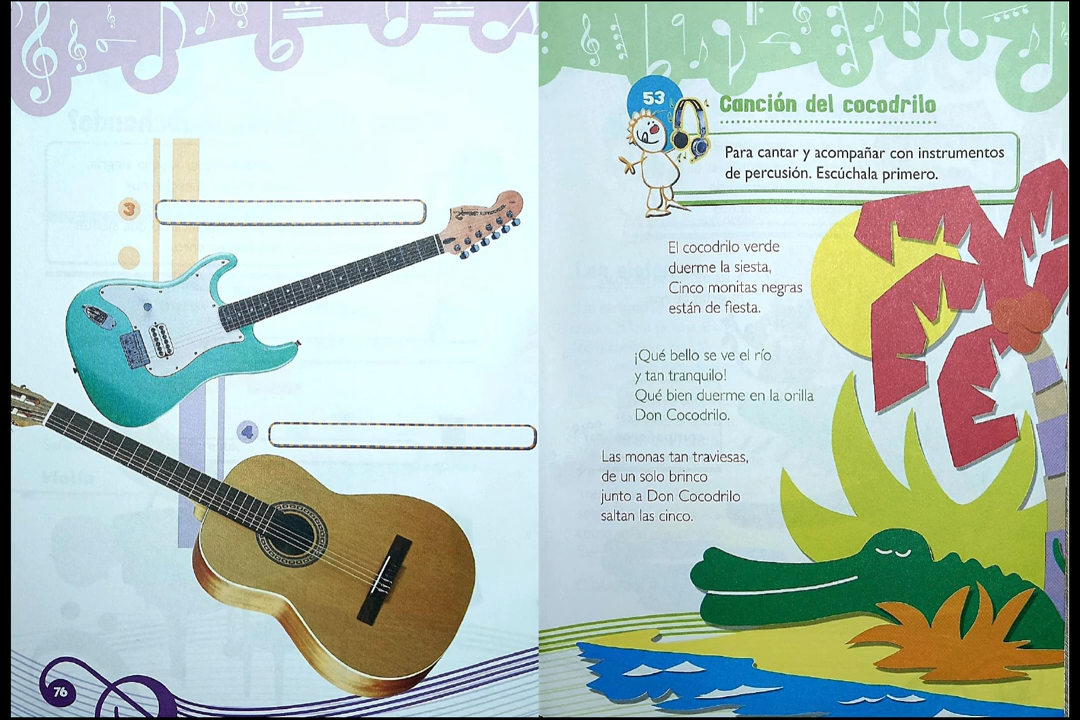 3
4
76
53
Canción del cocodrilo
Para cantar y acompañar con instrumentos
de percusión. Escúchala primero.
El cocodrilo verde
duerme la siesta,
Cinco monitas negras
están de fiesta.
¡Qué bello se ve el río
y tan tranquilo!
Qué bien duerme en la orilla
Don Cocodrilo.
Las monas tan traviesas,
de un solo brinco
junto a Don Cocodrilo
saltan las cinco.